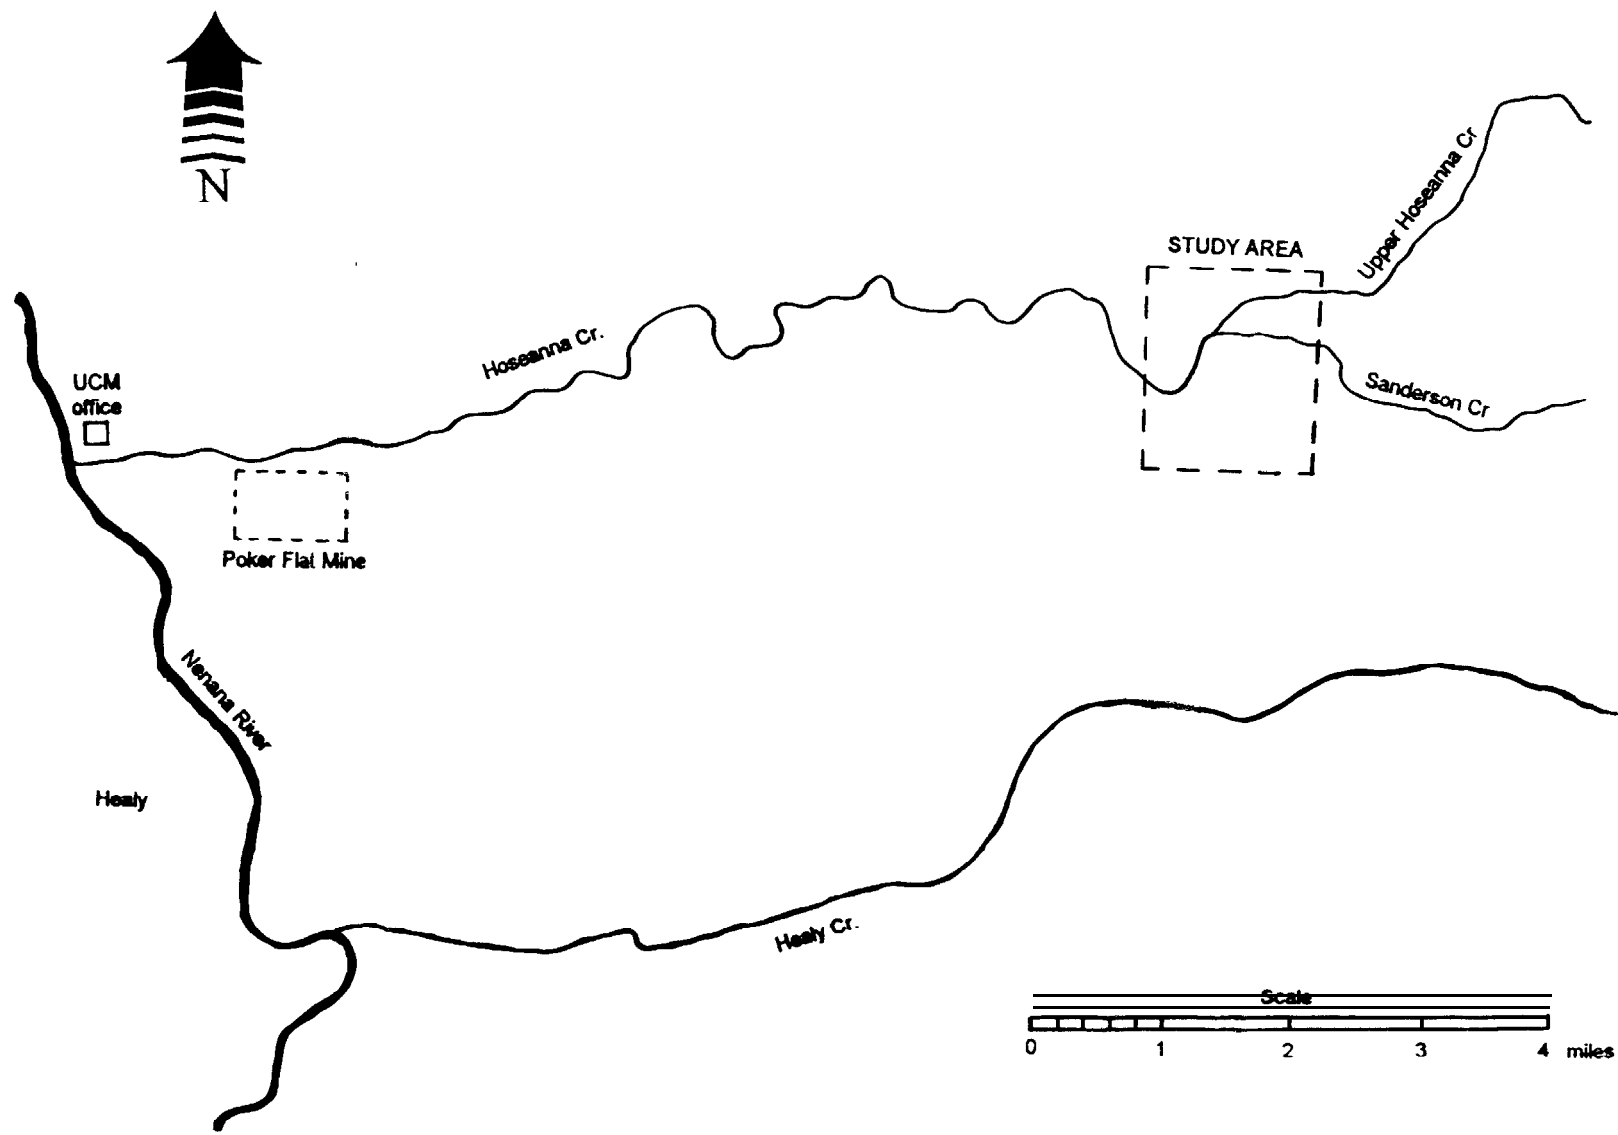 N
Upper Hoseanna Cr
STUDY AREA
Hoseanna Cr.
UCM
office
Sanderson Cr
Poker Flat Mine
Nenana River
Healy
Healy Cr.
Scale
0 1 2 3 4 miles